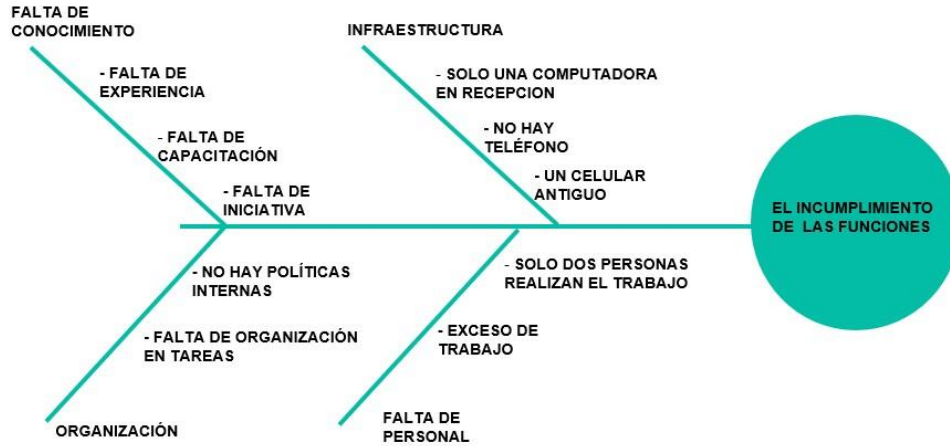 FALTA DE
CONOCIMIENTO
- FALTA DE
EXPERIENCIA
- FALTA DE
CAPACITACIÓN
- FALTA DE
INICIATIVA
INFRAESTRUCTURA
- SOLO UNA COMPUTADORA
EN RECEPCION
- NO HAY
TELÉFONO
- UN CELULAR
ANTIGUO
EL INCUMPLIMIENTO
DE LAS FUNCIONES
- NO HAY POLÍTICAS
INTERNAS
- FALTA DE ORGANIZACIÓN
EN TAREAS
ORGANIZACIÓN
- SOLO DOS PERSONAS
REALIZAN EL TRABAJO
- EXCESO DE
TRABAJO
FALTA DE
PERSONAL